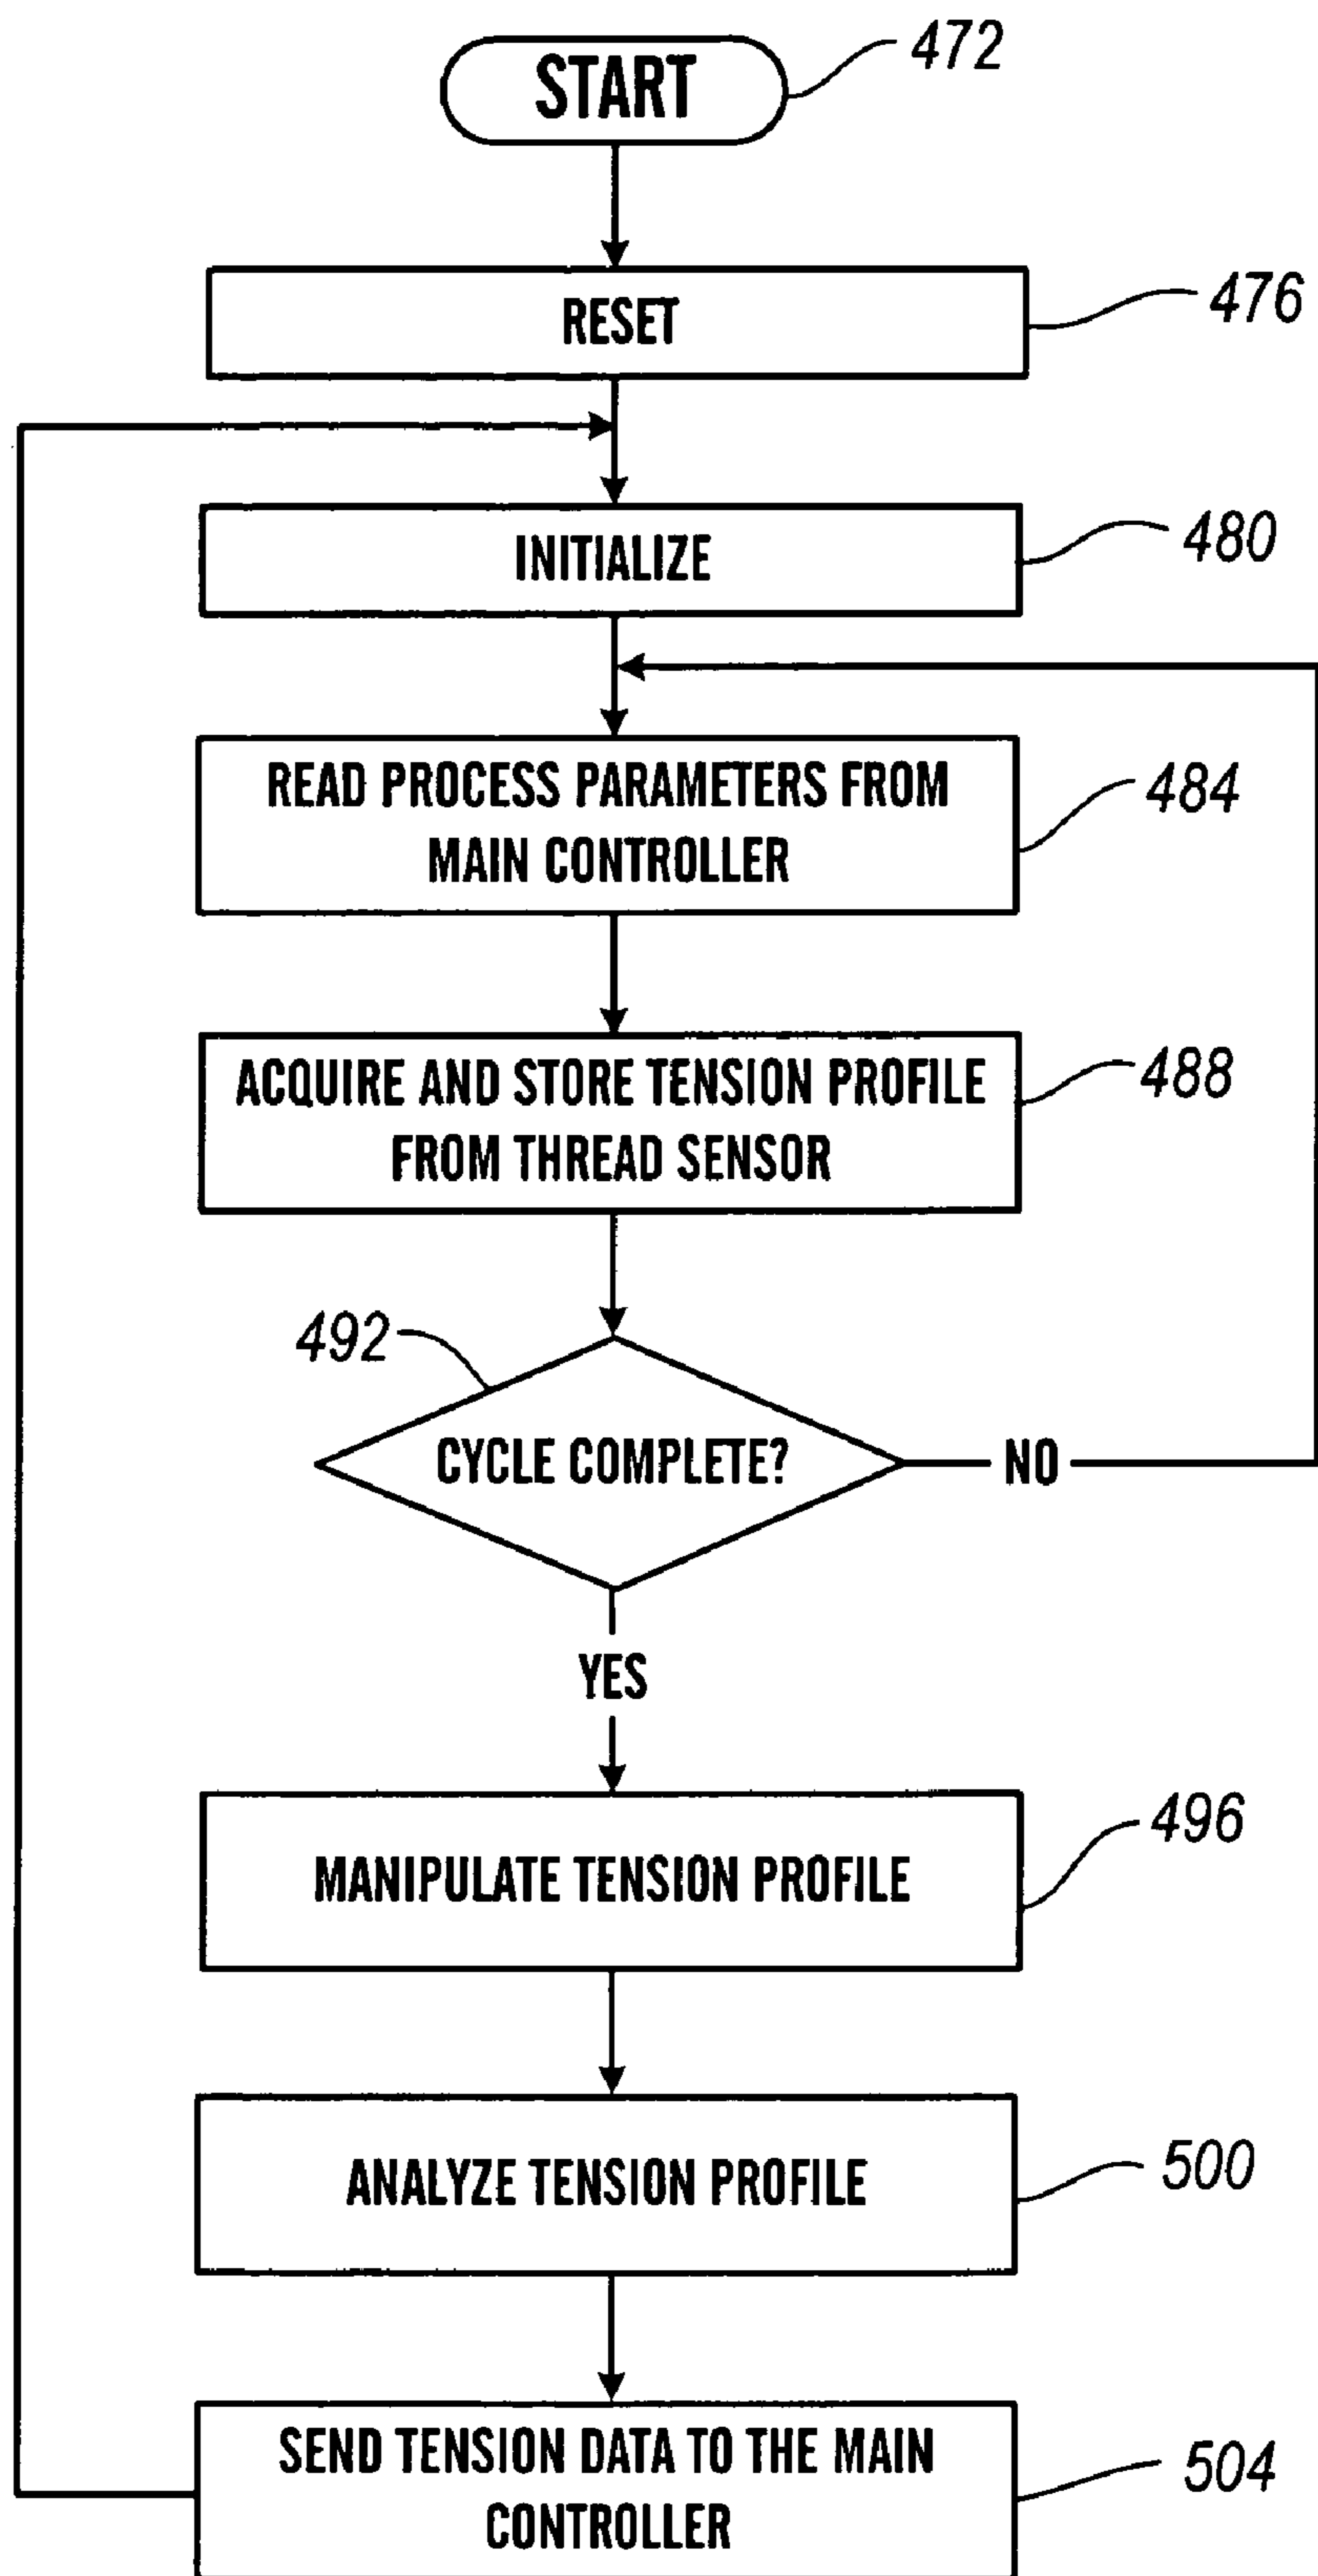 START
472
RESET
476
INITIALIZE
480
READ PROCESS PARAMETERS FROM
MAIN CONTROLLER
484
ACQUIRE AND STORE TENSION PROFILE
FROM THREAD SENSOR
488
492
CYCLE COMPLETE?
NO
YES
MANIPULATE TENSION PROFILE
496
ANALYZE TENSION PROFILE
500
SEND TENSION DATA TO THE MAIN
CONTROLLER
504